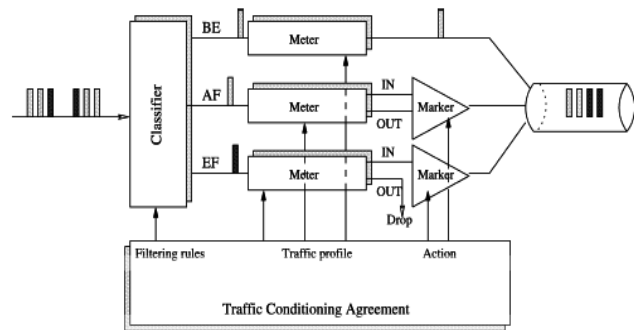 BE
Meter
Classifier
AF
Meter
IN
OUT
Marker
EF
Meter
IN
OUT
Marker
Drop
Filtering rules
Traffic profile
Action
Traffic Conditioning Agreement